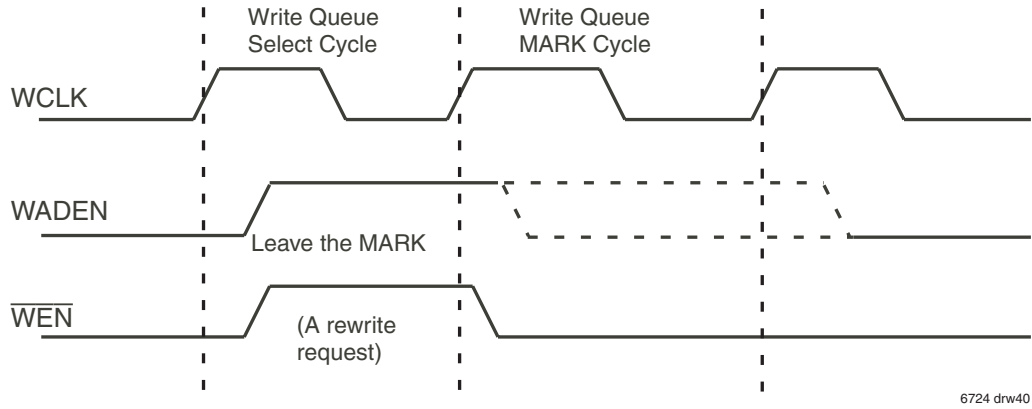 Write Queue
Select Cycle
Write Queue
MARK Cycle
WCLK
WADEN
Leave the MARK
WEN
(A rewrite
request)
6724 drw40